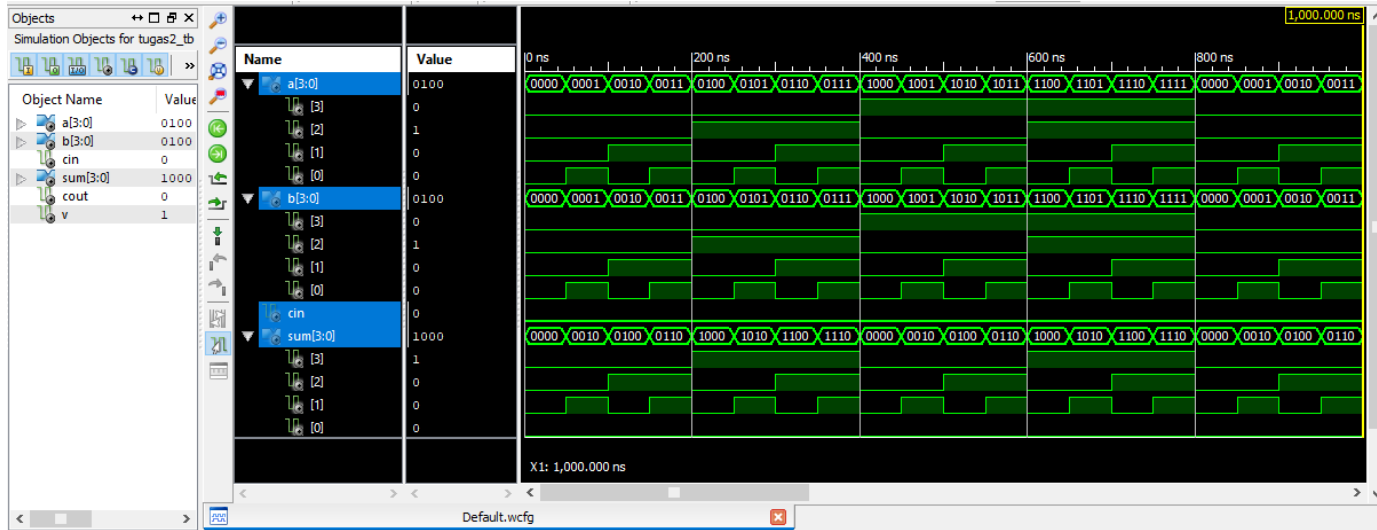 Objects
Simulation Objects for tugas2_tb
»
Object Name Value
a[3:0] 0100
b[3:0] 0100
cin 0
sum[3:0] 1000
cout 0
v 1
1,000.000 ns
Name Value 0 ns 200 ns 400 ns 600 ns 800 ns
a[3:0] 0100 0000 0001 0010 0011 0100 0101 0110 0111 1000 1001 1010 1011 1100 1101 1110 1111 0000 0001 0010 0011
[3] 0
[2] 1
[1] 0
[0] 0
b[3:0] 0100 0000 0001 0010 0011 0100 0101 0110 0111 1000 1001 1010 1011 1100 1101 1110 1111 0000 0001 0010 0011
[3] 0
[2] 1
[1] 0
[0] 0
cin 0
sum[3:0] 1000 0000 0010 0100 0110 1000 1010 1100 1110 0000 0010 0100 0110 1000 1010 1100 1110 0000 0010 0100 0110
[3] 1
[2] 0
[1] 0
[0] 0
X1: 1,000.000 ns
Default.wcfg